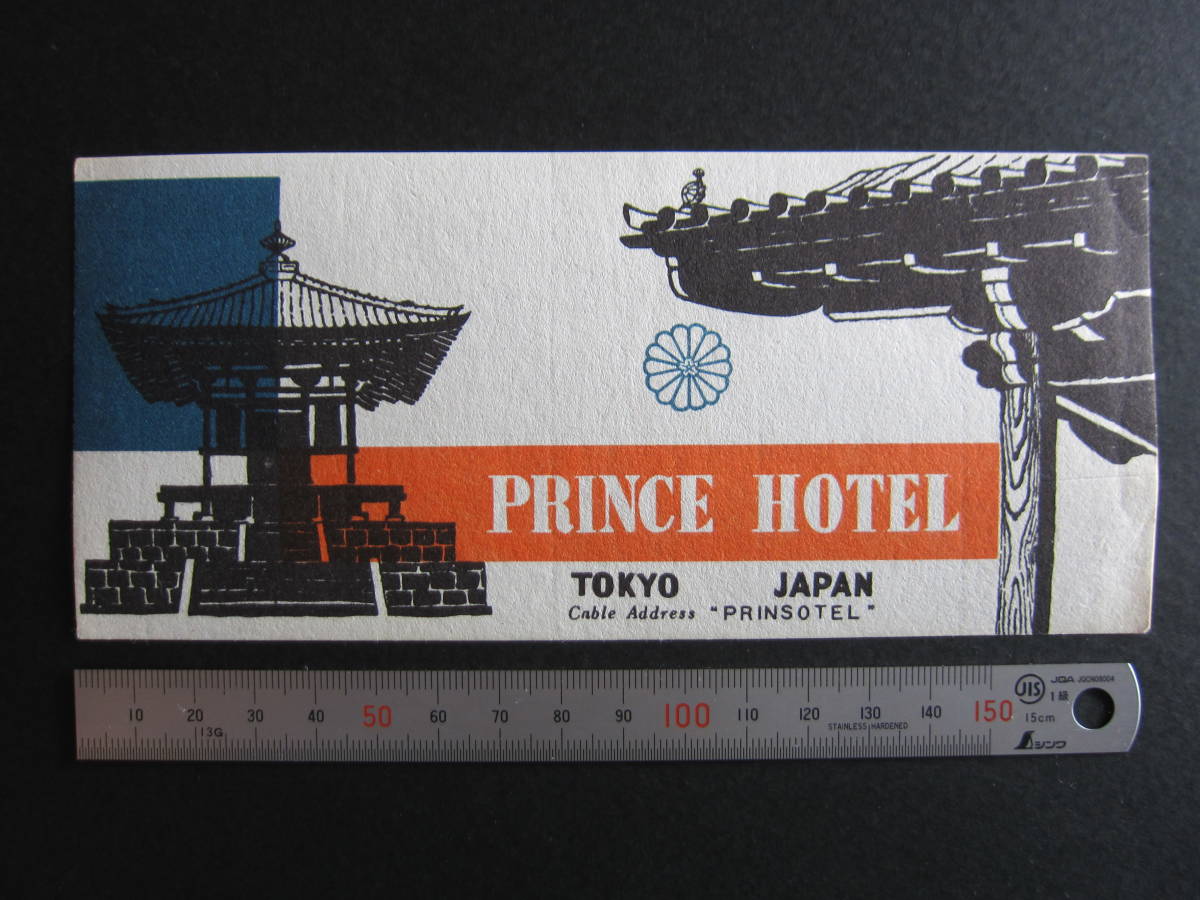 PRINCE HOTEL
TOKYO JAPAN
Cable Address "PRINSOTEL"
10 20 30 40 50 60 70 80 90 100 110 120 130 140 150
13G
STAINLESS HARDENED
15cm
JIS
JQA JQ0608004
1級
シンワ